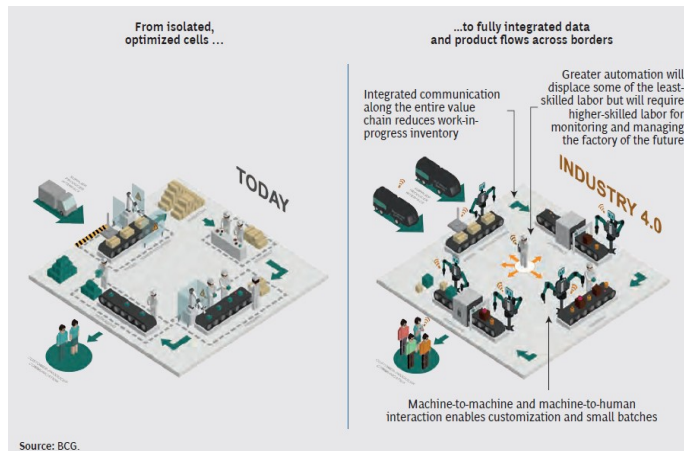 From isolated,
optimized cells ...
...to fully integrated data
and product flows across borders
TODAY
Integrated communication
along the entire value
chain reduces work-in-
progress inventory
Greater automation will
displace some of the least-
skilled labor but will require
higher-skilled labor for
monitoring and managing
the factory of the future
INDUSTRY 4.0
Machine-to-machine and machine-to-human
interaction enables customization and small batches
Source: BCG.